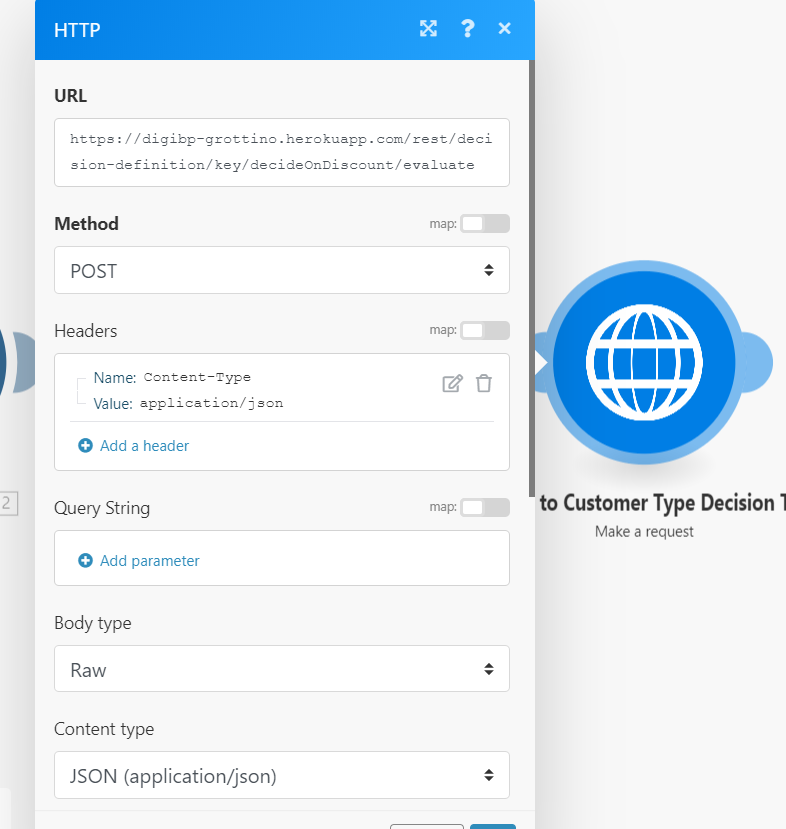 HTTP
URL
https://digibp-grottino.herokuapp.com/rest/deci
sion-definition/key/decideOnDiscount/evaluate
Method map:
POST
Headers map:
Name: Content-Type
Value: application/json
Add a header
Query String map:
2
to Customer Type Decision T
Make a request
Add parameter
Body type
Raw
Content type
JSON (application/json)